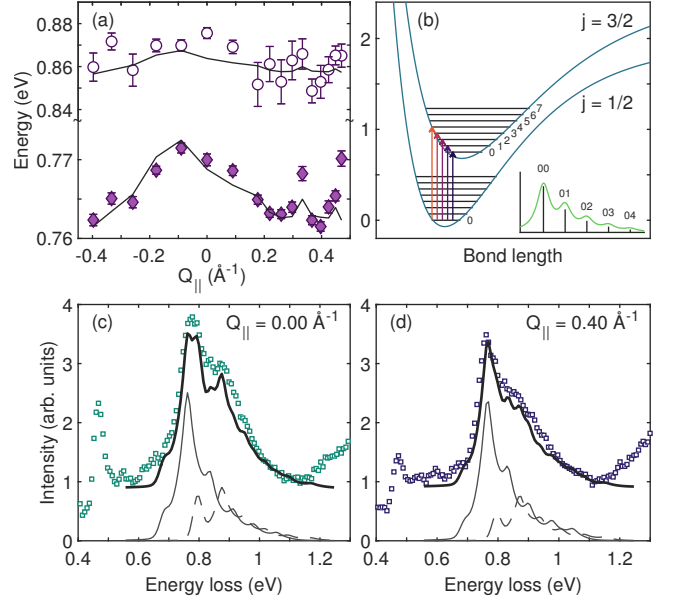 (a)
Energy (eV)
0.88
0.86
~
~
0.77
0.76
-0.4
-0.2
0
0.2
0.4
Q|| (Å-1)
(b)
j = 3/2
j = 1/2
2
1
0
0 1 2 3 4 5 6 7
0
00
01
02
03
04
Bond length
(c)
Q|| = 0.00 Å-1
Intensity (arb. units)
4
3
2
1
0
0.4 0.6 0.8 1 1.2
Energy loss (eV)
(d)
Q|| = 0.40 Å-1
4
3
2
1
0
0.4 0.6 0.8 1 1.2
Energy loss (eV)